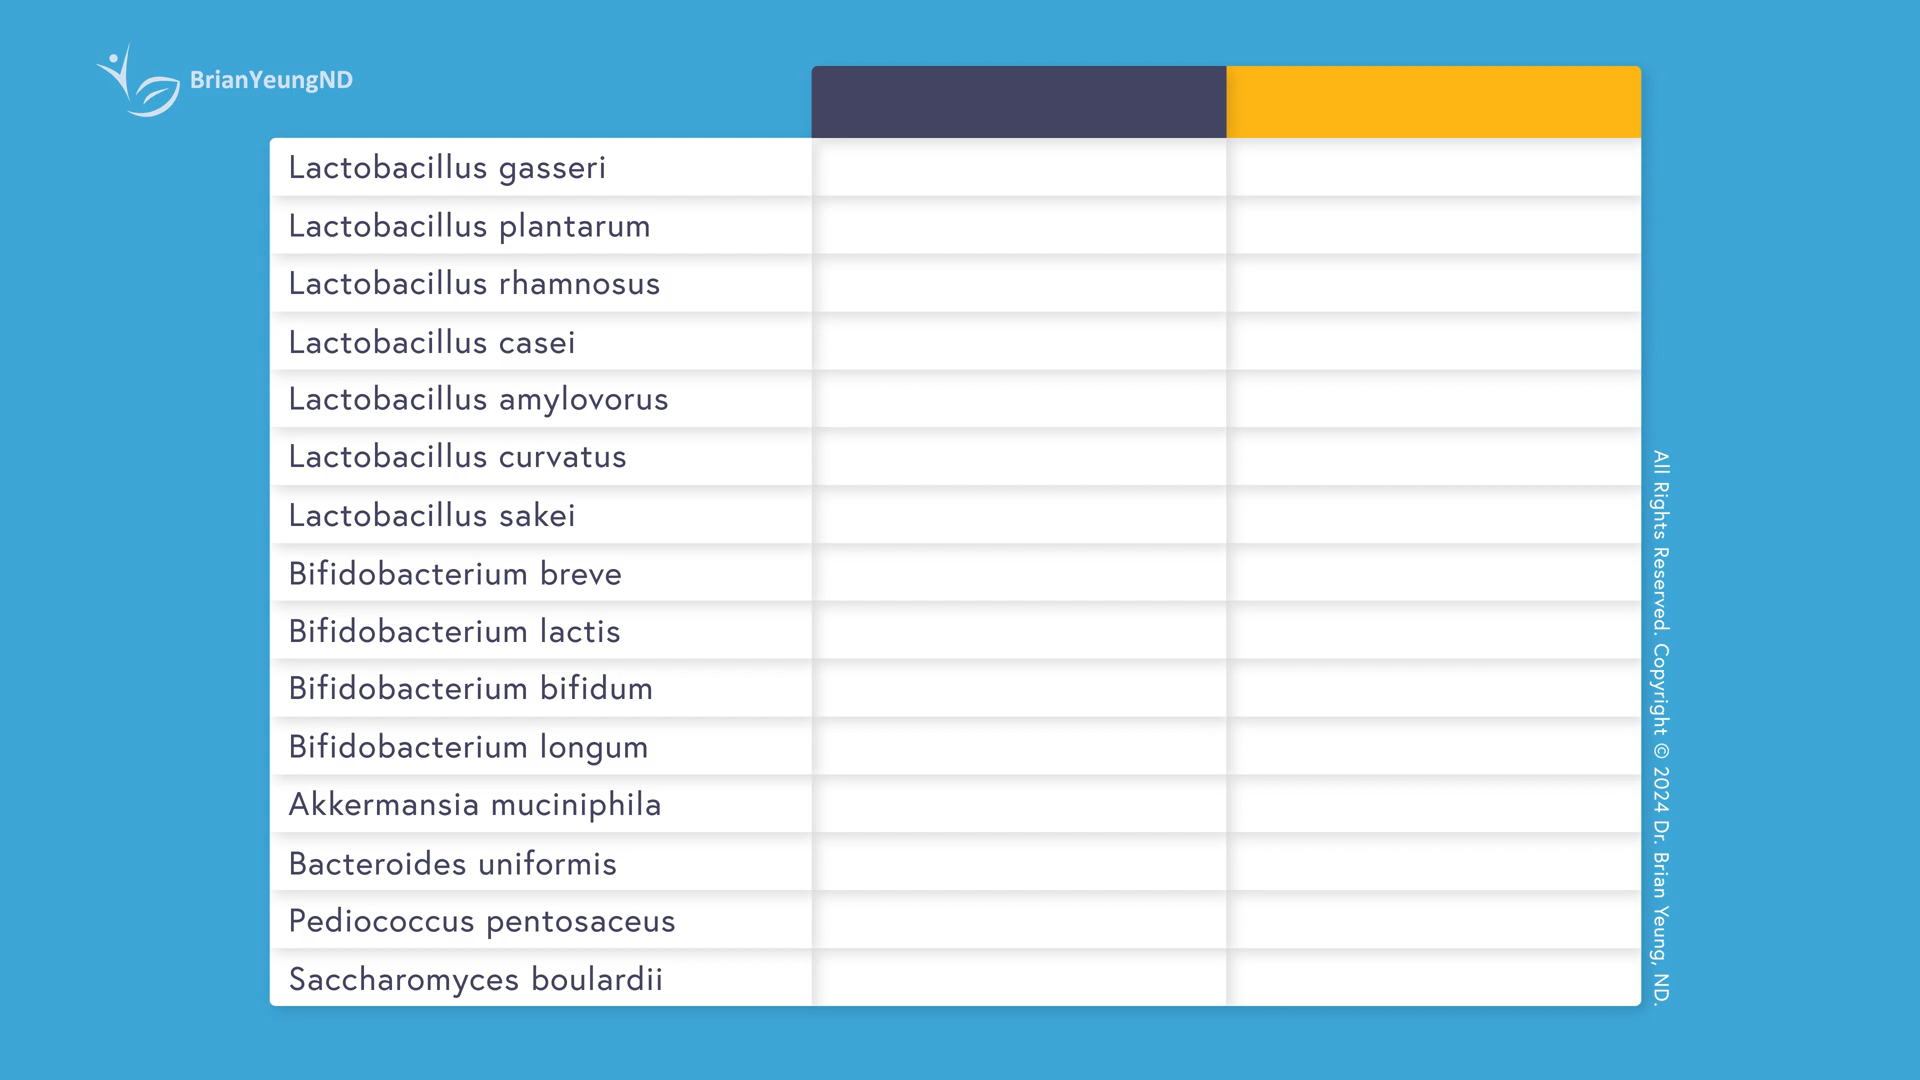 BrianYeungND
Lactobacillus gasseri
Lactobacillus plantarum
Lactobacillus rhamnosus
Lactobacillus casei
Lactobacillus amylovorus
Lactobacillus curvatus
Lactobacillus sakei
Bifidobacterium breve
Bifidobacterium lactis
Bifidobacterium bifidum
Bifidobacterium longum
Akkermansia muciniphila
Bacteroides uniformis
Pediococcus pentosaceus
Saccharomyces boulardii
All Rights Reserved. Copyright © 2024 Dr. Brian Yeung, ND.